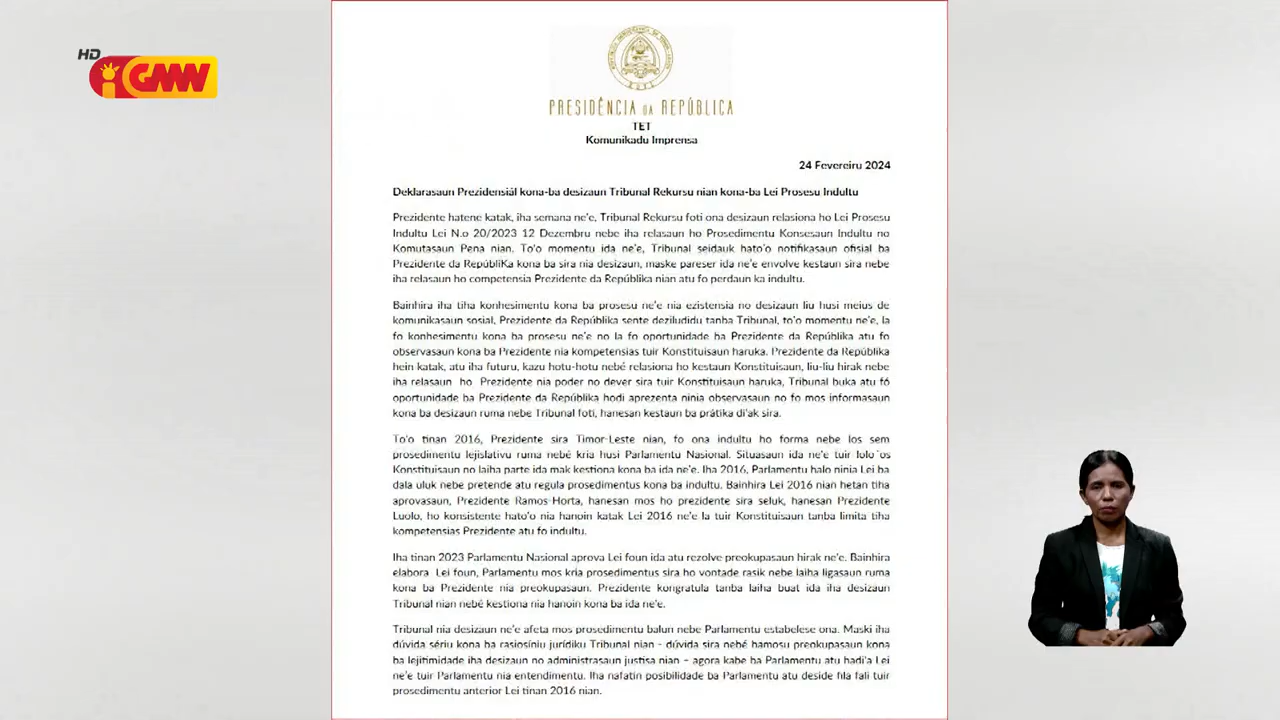 HD
GMN
PRESIDÊNCIA DA REPÚBLICA
TET
Komunikadu Imprensa
24 Fevereiru 2024
Deklarasaun Prezidensiál kona-ba desizaun Tribunal Rekursu nian kona-ba Lei Prosesu Indultu
Prezidente hatene katak, iha semana ne'e, Tribunal Rekursu foti ona desizaun relasiona ho Lei Prosesu
Indultu Lei N.o 20/2023 12 Dezembru nebe iha relasaun ho Prosedimentu Konsesaun Indultu no
Komutasaun Pena nian. To'o momentu ida ne'e, Tribunal seidauk hato'o notifikasaun ofisial ba
Prezidente da RepúbliKa kona ba sira nia desizaun, maske pareser ida ne'e envolve kestaun sira nebe
iha relasaun ho competensia Prezidente da Repúblika nian atu fo perdaun ka indultu.
Bainhira iha tiha konhesimentu kona ba prosesu ne'e nia ezistensia no desizaun liu husi meius de
komunikasaun sosial, Prezidente da Repúblika sente deziludidu tanba Tribunal, to'o momentu ne'e, la
fo konhesimentu kona ba prosesu ne'e no la fo oportunidade ba Prezidente da Repúblika atu fo
observasaun kona ba Prezidente nia kompetensias tuir Konstituisaun haruka. Prezidente da Repúblika
hein katak, atu iha futuru, kazu hotu-hotu nebé relasiona ho kestaun Konstituisaun, liu-liu hirak nebe
iha relasaun ho Prezidente nia poder no dever sira tuir Konstituisaun haruka, Tribunal buka atu fó
oportunidade ba Prezidente da Repúblika hodi aprezenta ninia observasaun no fo mos informasaun
kona ba desizaun ruma nebe Tribunal foti, hanesan kestaun ba prátika di'ak sira.
To'o tinan 2016, Prezidente sira Timor-Leste nian, fo ona indultu ho forma nebe los sem
prosedimentu lejislativu ruma nebé kria husi Parlamentu Nasional. Situasaun ida ne'e tuir lolo´os
Konstituisaun no laiha parte ida mak kestiona kona ba ida ne'e. Iha 2016, Parlamentu halo ninia Lei ba
dala uluk nebe pretende atu regula prosedimentus kona ba indultu. Bainhira Lei 2016 nian hetan tiha
aprovasaun, Prezidente Ramos-Horta, hanesan mos ho prezidente sira seluk, hanesan Prezidente
Luolo, ho konsistente hato'o nia hanoin katak Lei 2016 ne'e la tuir Konstituisaun tanba limita tiha
kompetensias Prezidente atu fo indultu.
Iha tinan 2023 Parlamentu Nasional aprova Lei foun ida atu rezolve preokupasaun hirak ne'e. Bainhira
elabora Lei foun, Parlamentu mos kria prosedimentus sira ho vontade rasik nebe laiha ligasaun ruma
kona ba Prezidente nia preokupasaun. Prezidente kongratula tanba laiha buat ida iha desizaun
Tribunal nian nebé kestiona nia hanoin kona ba ida ne'e.
Tribunal nia desizaun ne'e afeta mos prosedimentu balun nebe Parlamentu estabelese ona. Maski iha
dúvida sériu kona ba rasiosíniu jurídiku Tribunal nian - dúvida sira nebé hamosu preokupasaun kona
ba lejitimidade iha desizaun no administrasaun justisa nian – agora kabe ba Parlamentu atu hadi'a Lei
ne'e tuir Parlamentu nia entendimentu. Iha nafatin posibilidade ba Parlamentu atu deside fila fali tuir
prosedimentu anterior Lei tinan 2016 nian.